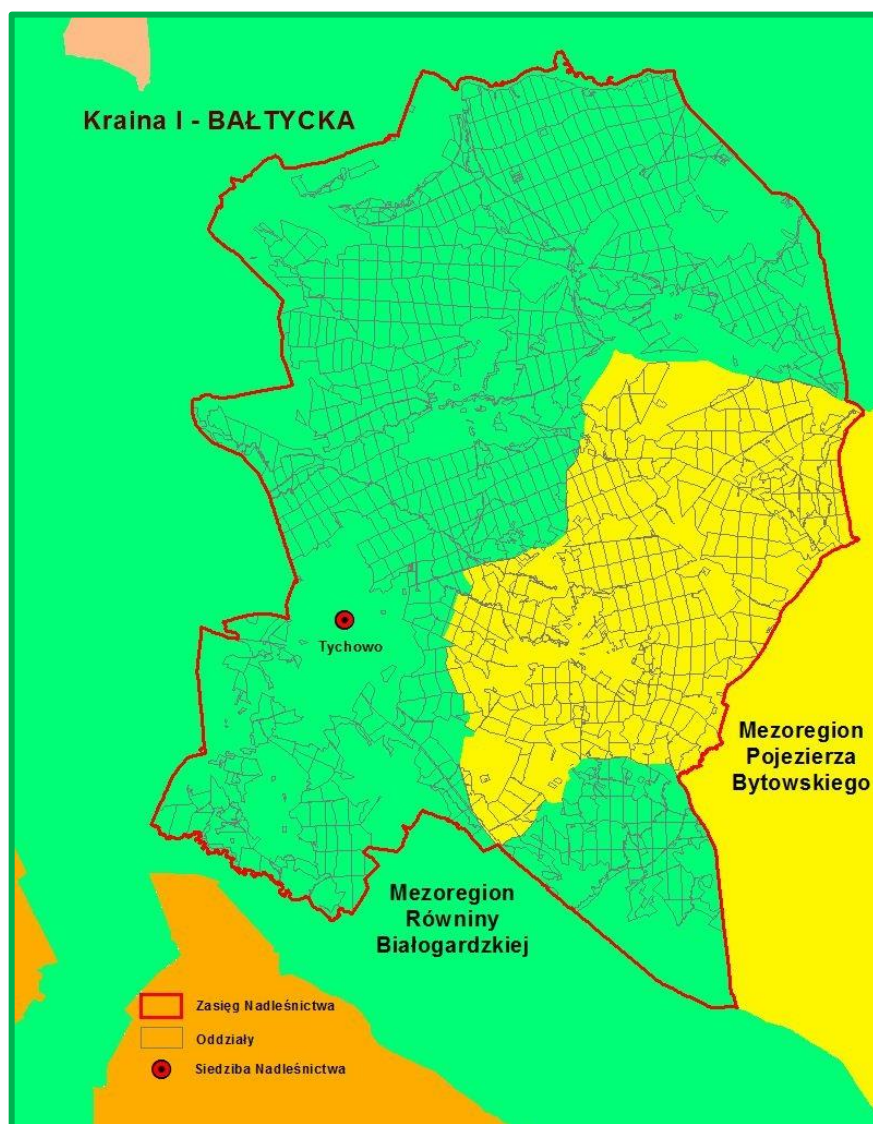 Kraina I - BAŁTYCKA
Tychowo
Mezoregion
Pojezierza
Bytowskiego
Mezoregion
Równiny
Białogardzkiej
Zasięg Nadleśnictwa
Oddziały
Siedziba Nadleśnictwa